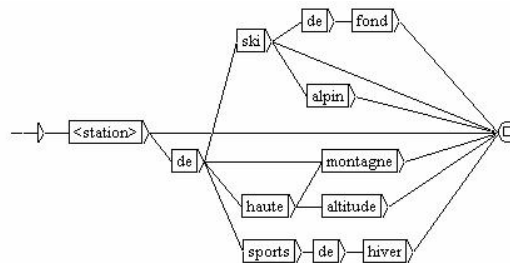 de fond
ski
alpin
<station>
de montagne
haute altitude
sports de hiver